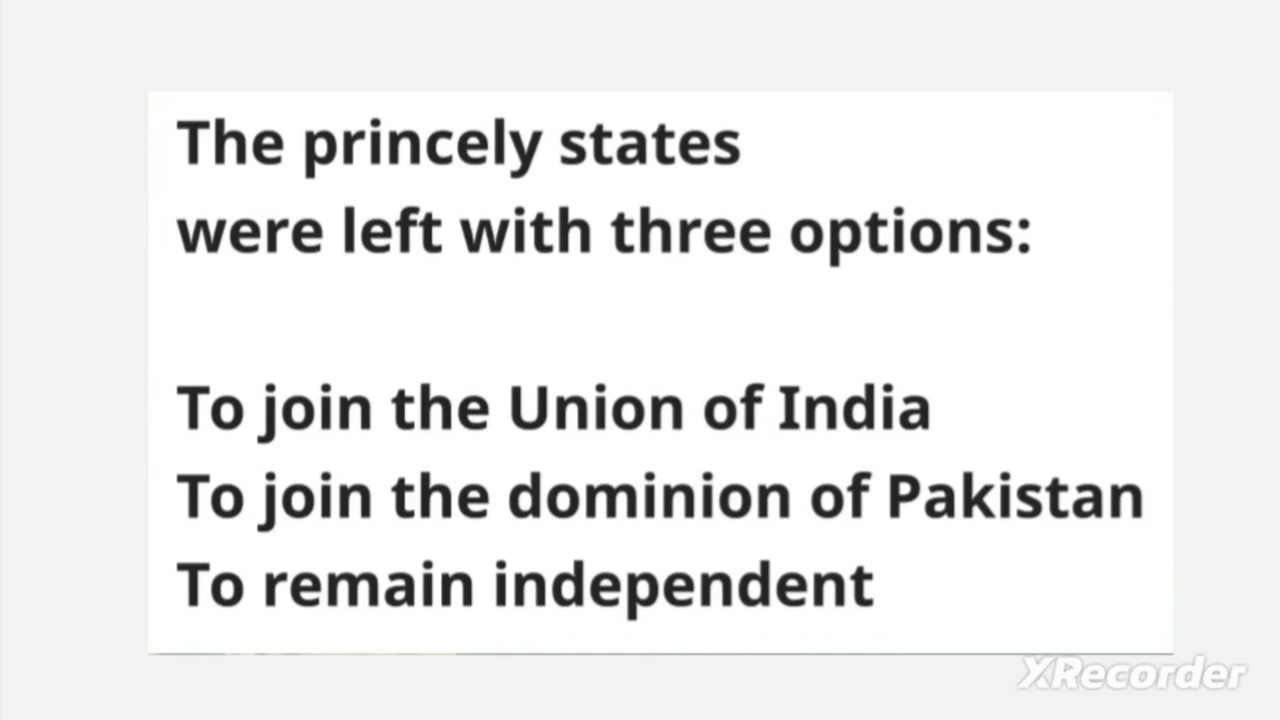 The princely states
were left with three options:
To join the Union of India
To join the dominion of Pakistan
To remain independent
XRecorder